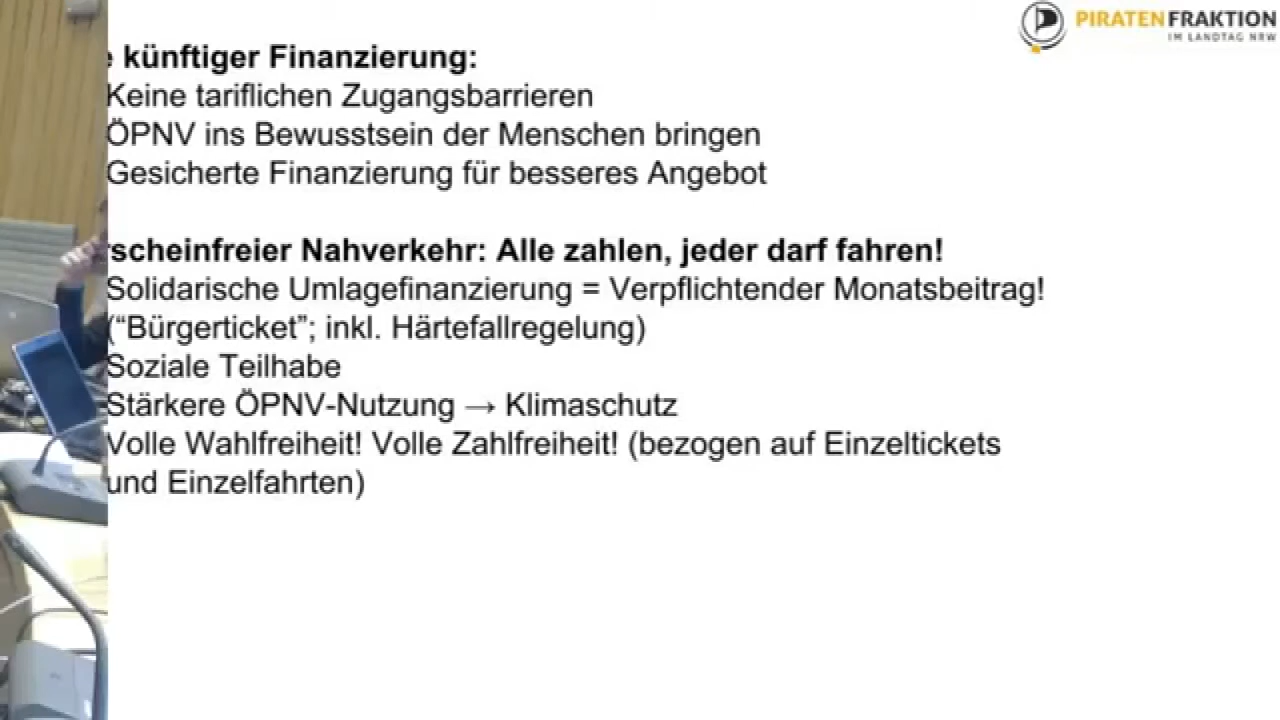 PIRATENFRAKTION
IM LANDTAG NRW
künftiger Finanzierung:
Keine tariflichen Zugangsbarrieren
ÖPNV ins Bewusstsein der Menschen bringen
Gesicherte Finanzierung für besseres Angebot
rscheinfreier Nahverkehr: Alle zahlen, jeder darf fahren!
Solidarische Umlagefinanzierung = Verpflichtender Monatsbeitrag!
(“Bürgerticket”; inkl. Härtefallregelung)
Soziale Teilhabe
Stärkere ÖPNV-Nutzung → Klimaschutz
Volle Wahlfreiheit! Volle Zahlfreiheit! (bezogen auf Einzeltickets
und Einzelfahrten)